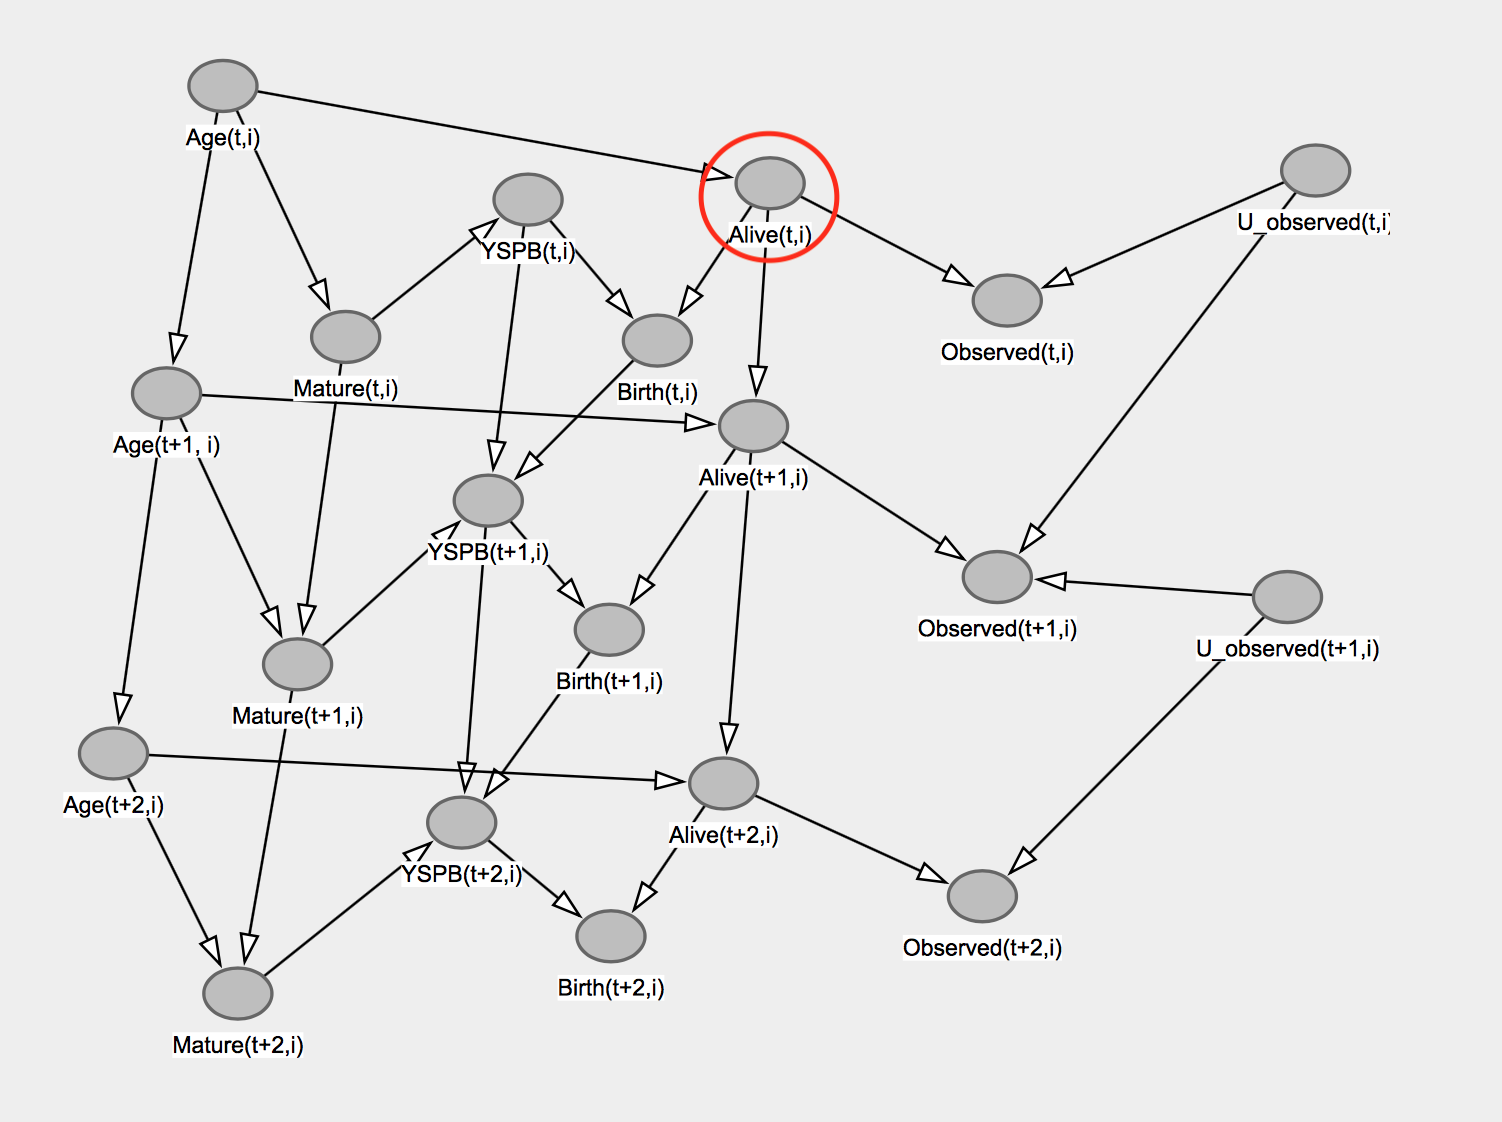 Age(t,i)
U_observed(t,i)
Alive(t,i)
YSPB(t,i)
Observed(t,i)
Mature(t,i)
Birth(t,i)
Age(t+1, i)
Alive(t+1,i)
YSPB(t+1,i)
Observed(t+1,i)
U_observed(t+1,i)
Birth(t+1,i)
Mature(t+1,i)
Age(t+2,i)
Alive(t+2,i)
YSPB(t+2,i)
Observed(t+2,i)
Birth(t+2,i)
Mature(t+2,i)